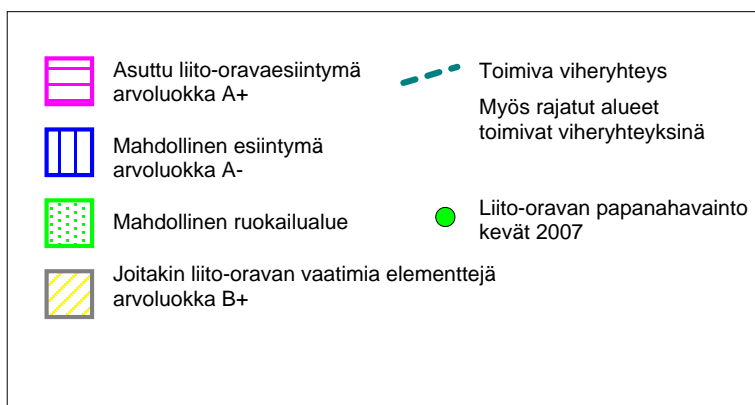 Asuttu liito-oravaesiintymä
arvoluokka A+
Mahdollinen esiintymä
arvoluokka A-
Mahdollinen ruokailualue
Joitakin liito-oravan vaatimia elementtejä
arvoluokka B+
Toimiva viheryhteys
Myös rajatut alueet
toimivat viheryhteyksinä
Liito-oravan papanahavainto
kevät 2007